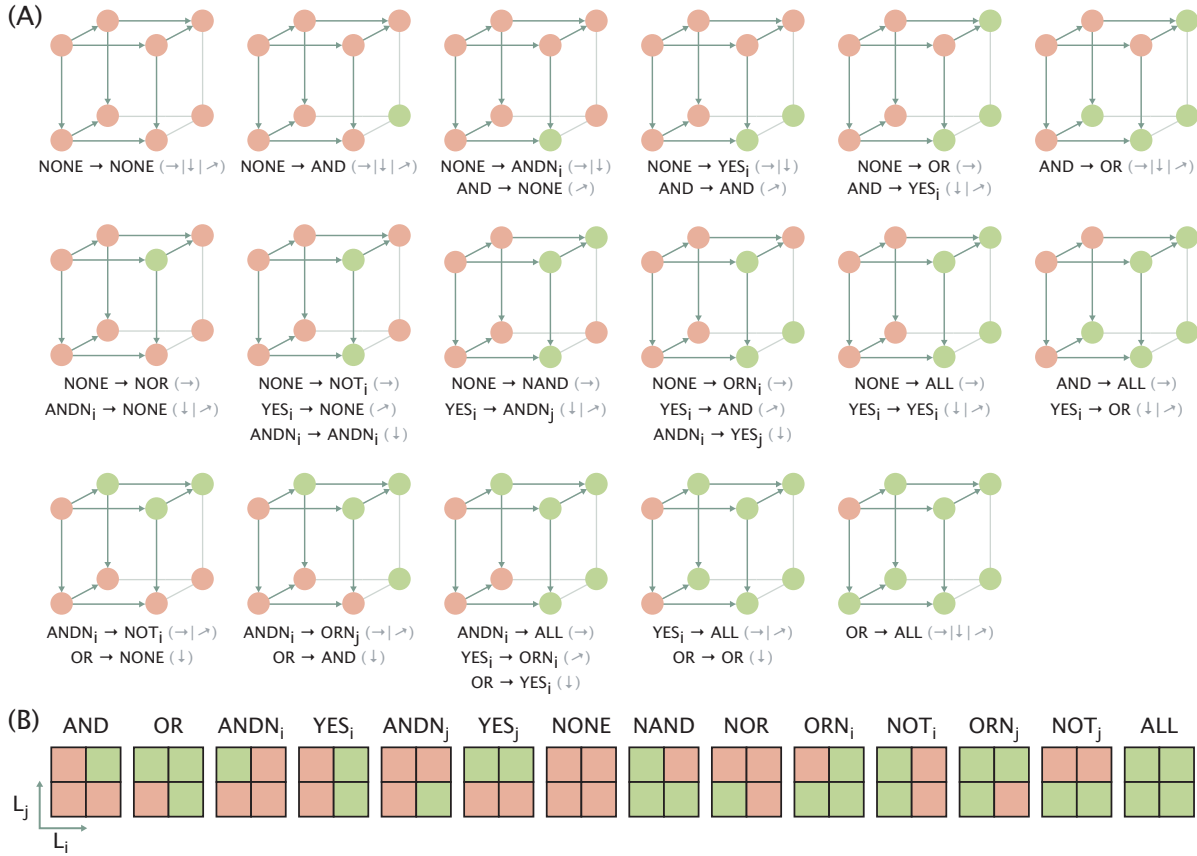 (A)
NONE → NONE (→|↓|↗)
NONE → AND (→|↓|↗)
NONE → ANDNi (→|↓)
AND → NONE (↗)
NONE → YESi (→|↓)
AND → AND (↗)
NONE → OR (→)
AND → YESi (↓|↗)
AND → OR (→|↓|↗)
NONE → NOR (→)
ANDNi → NONE (↓|↗)
NONE → NOTi (→)
YESi → NONE (↗)
ANDNi → ANDNi (↓)
NONE → NAND (→)
YESi → ANDNj (↓|↗)
NONE → ORNi (→)
YESi → AND (↗)
ANDNi → YESj (↓)
NONE → ALL (→)
YESi → YESi (↓|↗)
AND → ALL (→)
YESi → OR (↓|↗)
ANDNi → NOTi (→|↗)
OR → NONE (↓)
ANDNi → ORNj (→|↗)
OR → AND (↓)
ANDNi → ALL (→)
YESi → ORNi (↗)
OR → YESi (↓)
YESi → ALL (→|↗)
OR → OR (↓)
OR → ALL (→|↓|↗)
(B)
AND OR ANDNi YESi ANDNj YESj NONE NAND NOR ORNi NOTi ORNj NOTj ALL
Lj
Li